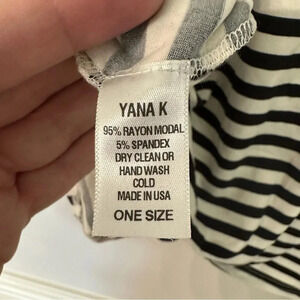 YANA K
95% RAYON MODAL
5% SPANDEX
DRY CLEAN OR
HAND WASH
COLD
MADE IN USA
ONE SIZE